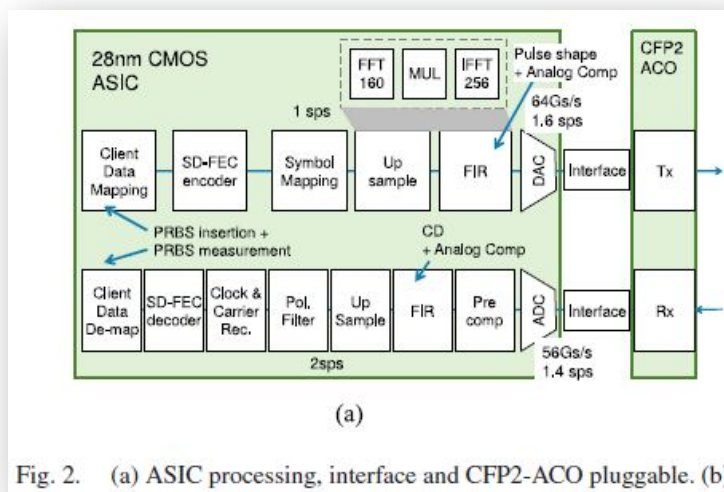 28nm CMOS
ASIC
FFT
160
MUL
IFFT
256
Pulse shape
+ Analog Comp
CFP2
ACO
1 sps
64Gs/s
1.6 sps
Client
Data
Mapping
SD-FEC
encoder
Symbol
Mapping
Up
sample
FIR
DAC
Interface
Tx
PRBS insertion +
PRBS measurement
CD
+ Analog Comp
Client
Data
De-map
SD-FEC
decoder
Clock &
Carrier
Rec.
Pol.
Filter
Up
Sample
FIR
Pre
comp
ADC
Interface
Rx
2sps
56Gs/s
1.4 sps
(a)
Fig. 2. (a) ASIC processing, interface and CFP2-ACO pluggable. (b)